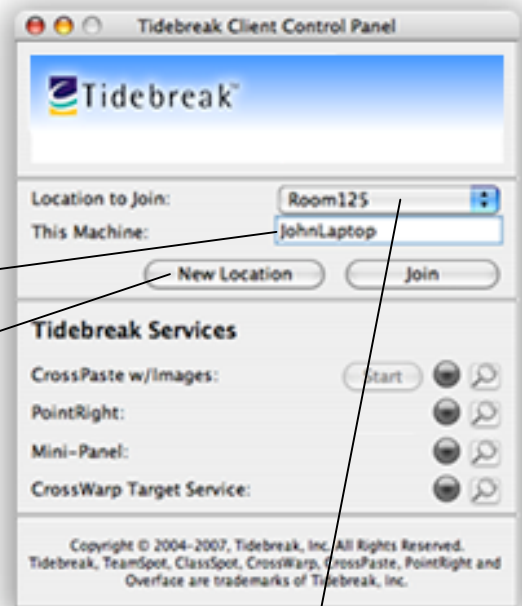 Tidebreak Client Control Panel
Tidebreak™
Location to Join: Room125
This Machine: JohnLaptop
New Location Join
Tidebreak Services
CrossPaste w/Images: Start
PointRight:
Mini-Panel:
CrossWarp Target Service:
Copyright © 2004-2007, Tidebreak, Inc. All Rights Reserved.
Tidebreak, TeamSpot, ClassSpot, CrossWarp, CrossPaste, PointRight and
Overface are trademarks of Tidebreak, Inc.